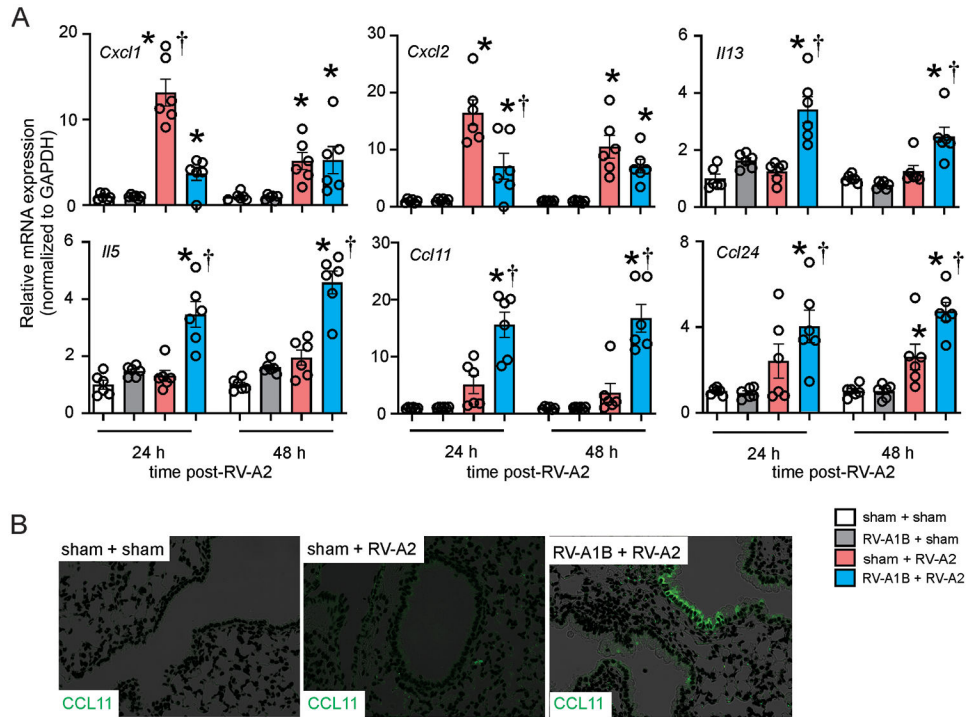 A
Relative mRNA expression
(normalized to GAPDH)
Cxcl1
20
10
0
* †
*
*
*
Cxcl2
30
20
10
0
*
* †
*
*
Il13
6
4
2
0
* †
* †
Il5
6
4
2
0
* †
* †
Ccl11
30
15
0
* †
* †
Ccl24
8
4
0
* †
*
* †
24 h
48 h
time post-RV-A2
24 h
48 h
time post-RV-A2
24 h
48 h
time post-RV-A2
B
sham + sham
CCL11
sham + RV-A2
CCL11
RV-A1B + RV-A2
CCL11
sham + sham
RV-A1B + sham
sham + RV-A2
RV-A1B + RV-A2